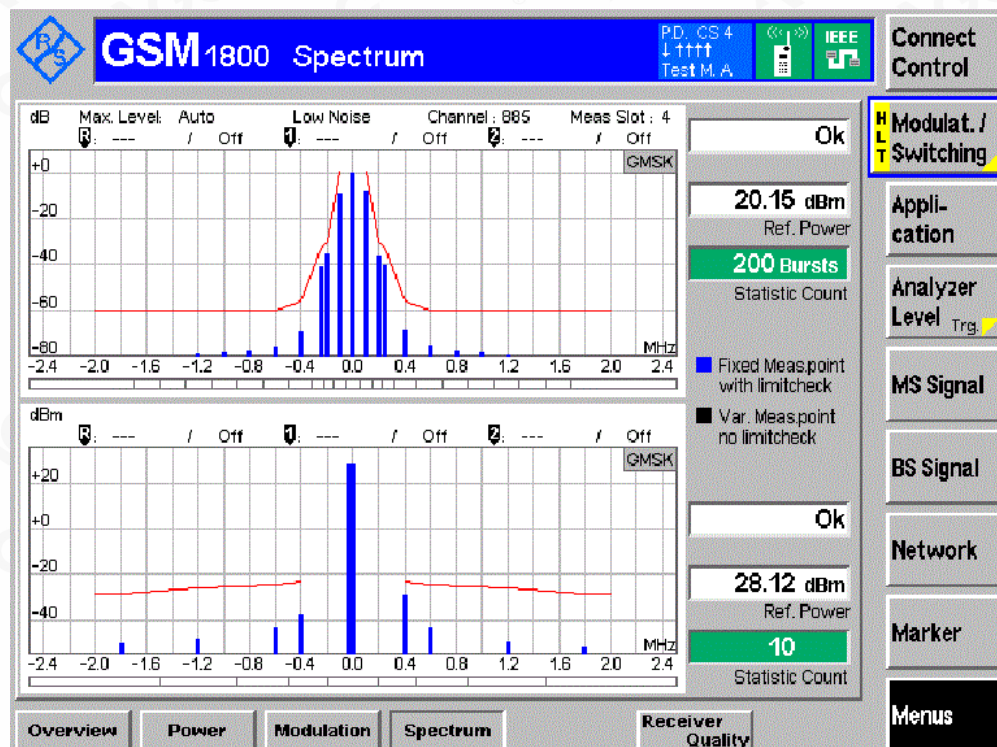 R/S
GSM 1800 Spectrum
P.D. CS 4
↓ ↑↑↑↑
Test M. A
IEEE
Connect
Control
dB Max. Level: Auto Low Noise Channel : 885 Meas Slot : 4
R: --- / Off 1: --- / Off 2: --- / Off
GMSK
+0
-20
-40
-60
-80
MHz
-2.4 -2.0 -1.6 -1.2 -0.8 -0.4 0.0 0.4 0.8 1.2 1.6 2.0 2.4
Ok
20.15 dBm
Ref. Power
200 Bursts
Statistic Count
Fixed Meas.point
with limitcheck
Var. Meas.point
no limitcheck
dBm
R: --- / Off 1: --- / Off 2: --- / Off
GMSK
+20
+0
-20
-40
MHz
-2.4 -2.0 -1.6 -1.2 -0.8 -0.4 0.0 0.4 0.8 1.2 1.6 2.0 2.4
Ok
28.12 dBm
Ref. Power
10
Statistic Count
HLT
Modulat. /
Switching
Appli-
cation
Analyzer
Level Trg.
MS Signal
BS Signal
Network
Marker
Menus
Overview Power Modulation Spectrum Receiver
Quality